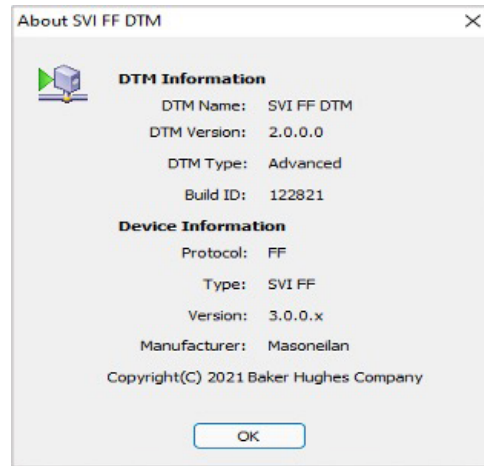 About SVI FF DTM
DTM Information
DTM Name: SVI FF DTM
DTM Version: 2.0.0.0
DTM Type: Advanced
Build ID: 122821
Device Information
Protocol: FF
Type: SVI FF
Version: 3.0.0.x
Manufacturer: Masoneilan
Copyright(C) 2021 Baker Hughes Company
OK